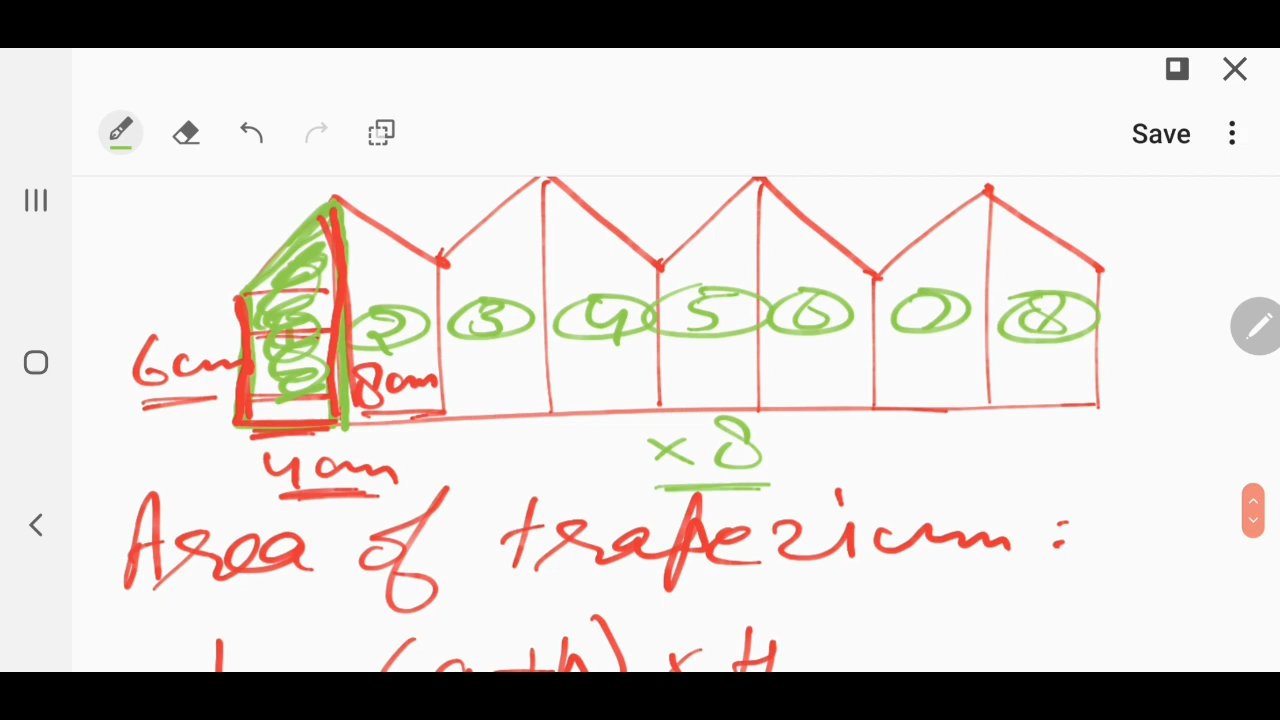 Save
2 3 4 5 6 7 8
6cm 8cm
4cm × 8
Area of trapezium :
(a+b) × H